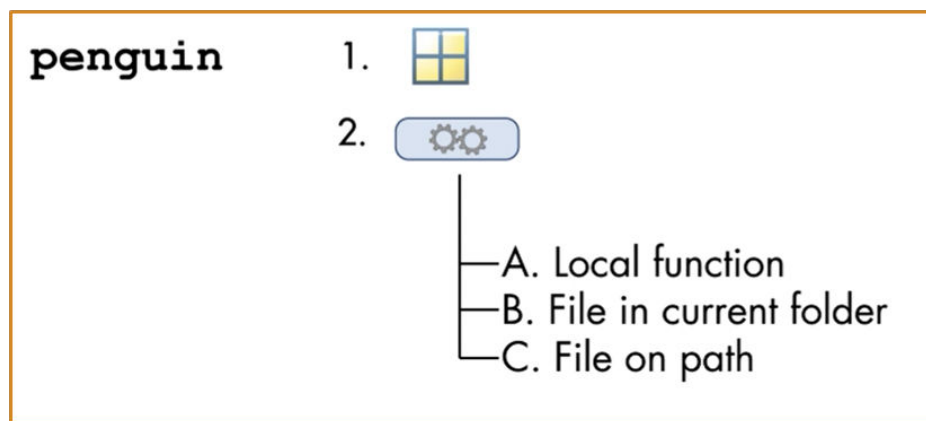 penguin 1.
2.
A. Local function
B. File in current folder
C. File on path